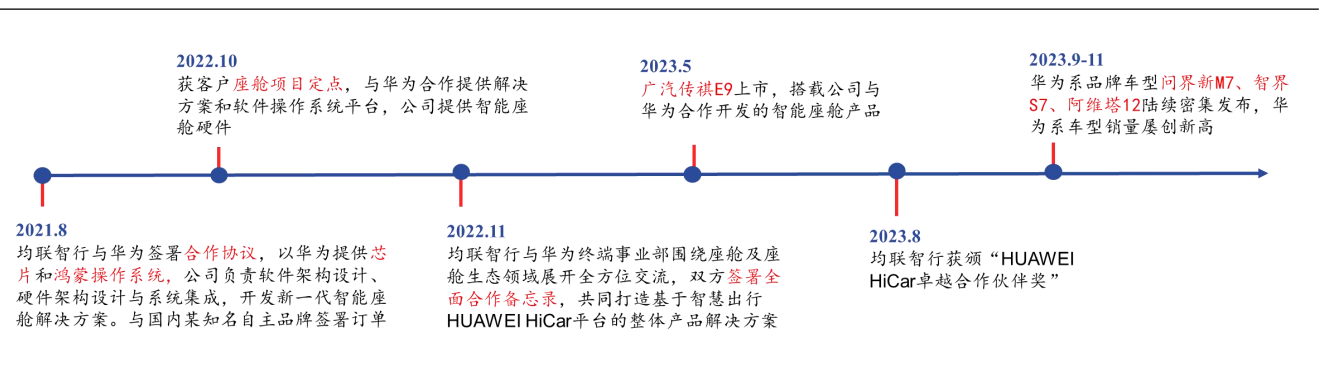 2022.10
获客户座舱项目定点，与华为合作提供解决
方案和软件操作系统平台，公司提供智能座
舱硬件
2023.5
广汽传祺E9上市，搭载公司与
华为合作开发的智能座舱产品
2023.9-11
华为系品牌车型问界新M7、智界
S7、阿维塔12陆续密集发布，华
为系车型销量屡创新高
2021.8
均联智行与华为签署合作协议，以华为提供芯
片和鸿蒙操作系统，公司负责软件架构设计、
硬件架构设计与系统集成，开发新一代智能座
舱解决方案。与国内某知名自主品牌签署订单
2022.11
均联智行与华为终端事业部围绕座舱及座
舱生态领域展开全方位交流，双方签署全
面合作备忘录，共同打造基于智慧出行
HUAWEI HiCar平台的整体产品解决方案
2023.8
均联智行获颁“HUAWEI
HiCar卓越合作伙伴奖”